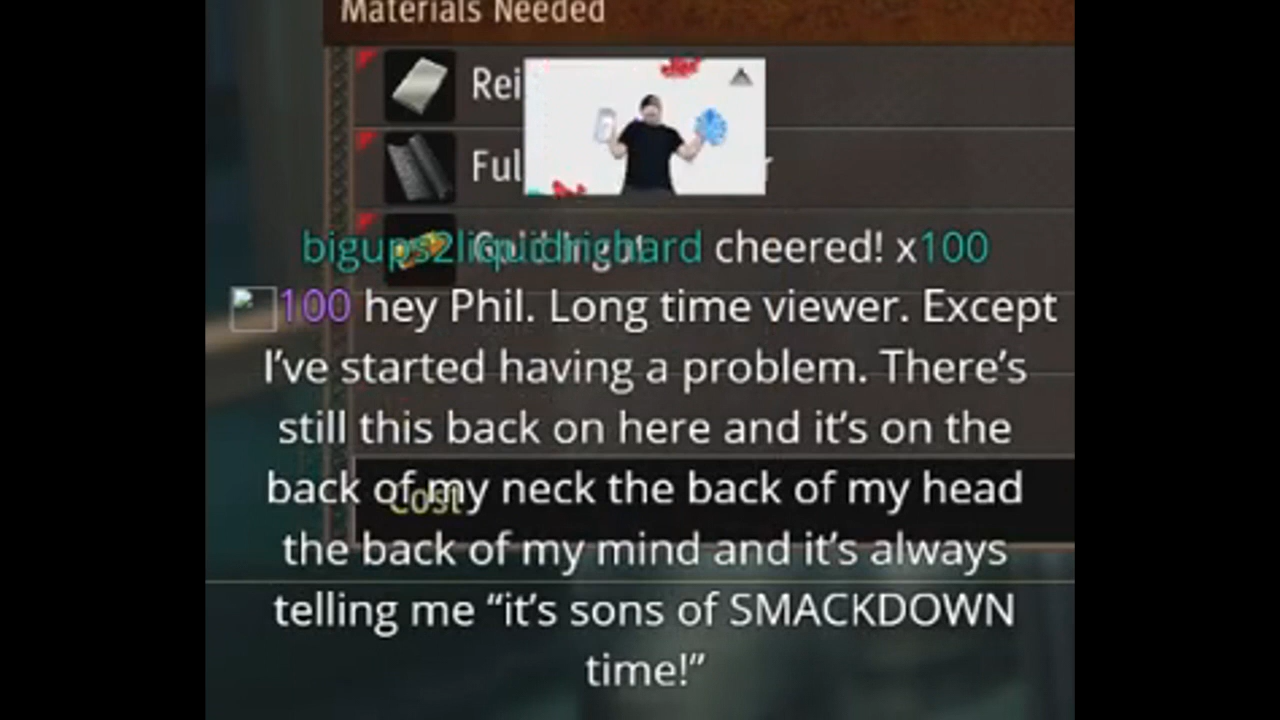 Materials Needed
Rei
Ful
bigups2liquidrichard cheered! x100
100 hey Phil. Long time viewer. Except
I've started having a problem. There's
still this back on here and it's on the
back of my neck the back of my head
Cost
the back of my mind and it's always
telling me “it's sons of SMACKDOWN
time!”